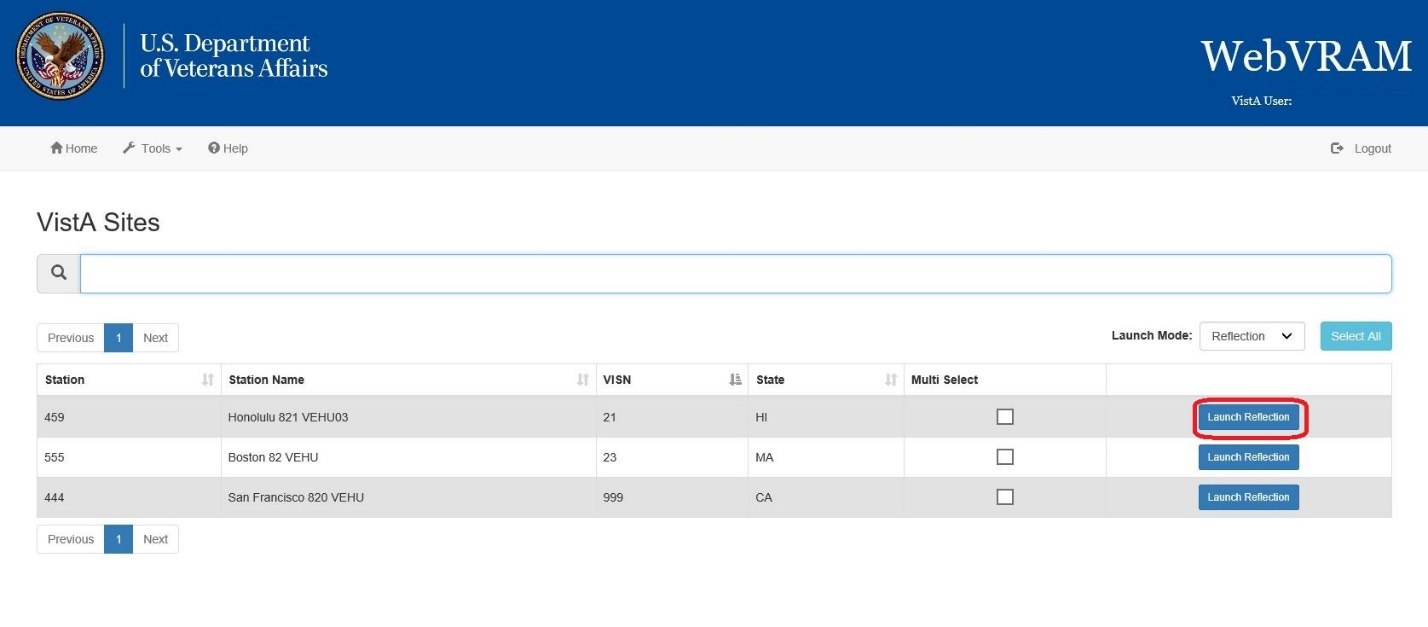 U.S. Department
of Veterans Affairs
WebVRAM
VistA User:
Home Tools Help Logout
VistA Sites
Previous 1 Next Launch Mode: Reflection Select All
Station Station Name VISN State Multi Select
459 Honolulu 821 VEHU03 21 HI Launch Reflection
555 Boston 82 VEHU 23 MA Launch Reflection
444 San Francisco 820 VEHU 999 CA Launch Reflection
Previous 1 Next